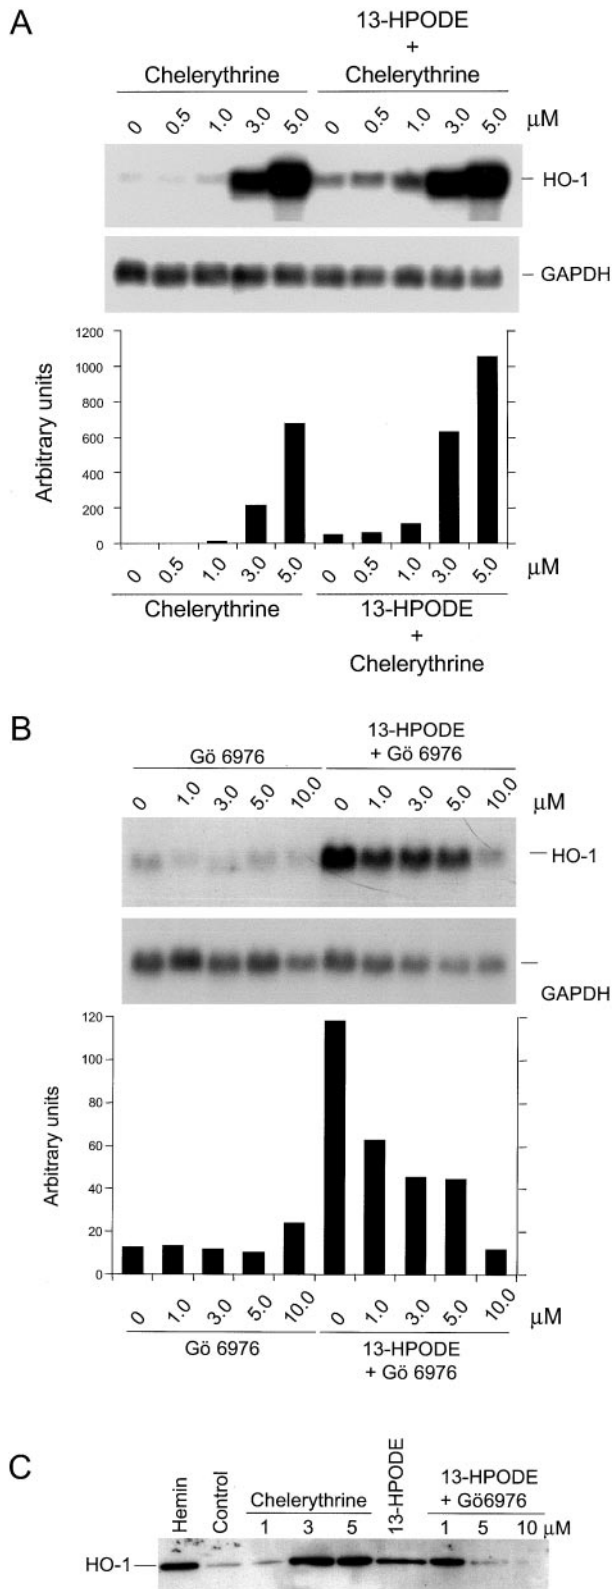 A
13-HPODE
+
Chelerythrine Chelerythrine
0 0.5 1.0 3.0 5.0 0 0.5 1.0 3.0 5.0 μM
HO-1
GAPDH
1200
1000
800
600
400
200
0
Arbitrary units
0 0.5 1.0 3.0 5.0 0 0.5 1.0 3.0 5.0 μM
Chelerythrine 13-HPODE
+
Chelerythrine
B
13-HPODE
Gö 6976 + Gö 6976
0 1.0 3.0 5.0 10.0 0 1.0 3.0 5.0 10.0 μM
HO-1
GAPDH
120
100
80
60
40
20
0
Arbitrary units
0 1.0 3.0 5.0 10.0 0 1.0 3.0 5.0 10.0 μM
Gö 6976 13-HPODE
+ Gö 6976
C
Hemin Control Chelerythrine 13-HPODE 13-HPODE
+ Gö6976
1 3 5 1 5 10 μM
HO-1